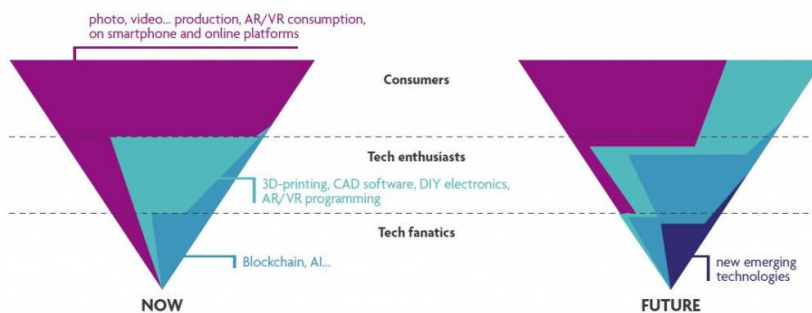 photo, video... production, AR/VR consumption,
on smartphone and online platforms
Consumers
Tech enthusiasts
3D-printing, CAD software, DIY electronics,
AR/VR programming
Tech fanatics
Blockchain, AI...
new emerging
technologies
NOW
FUTURE